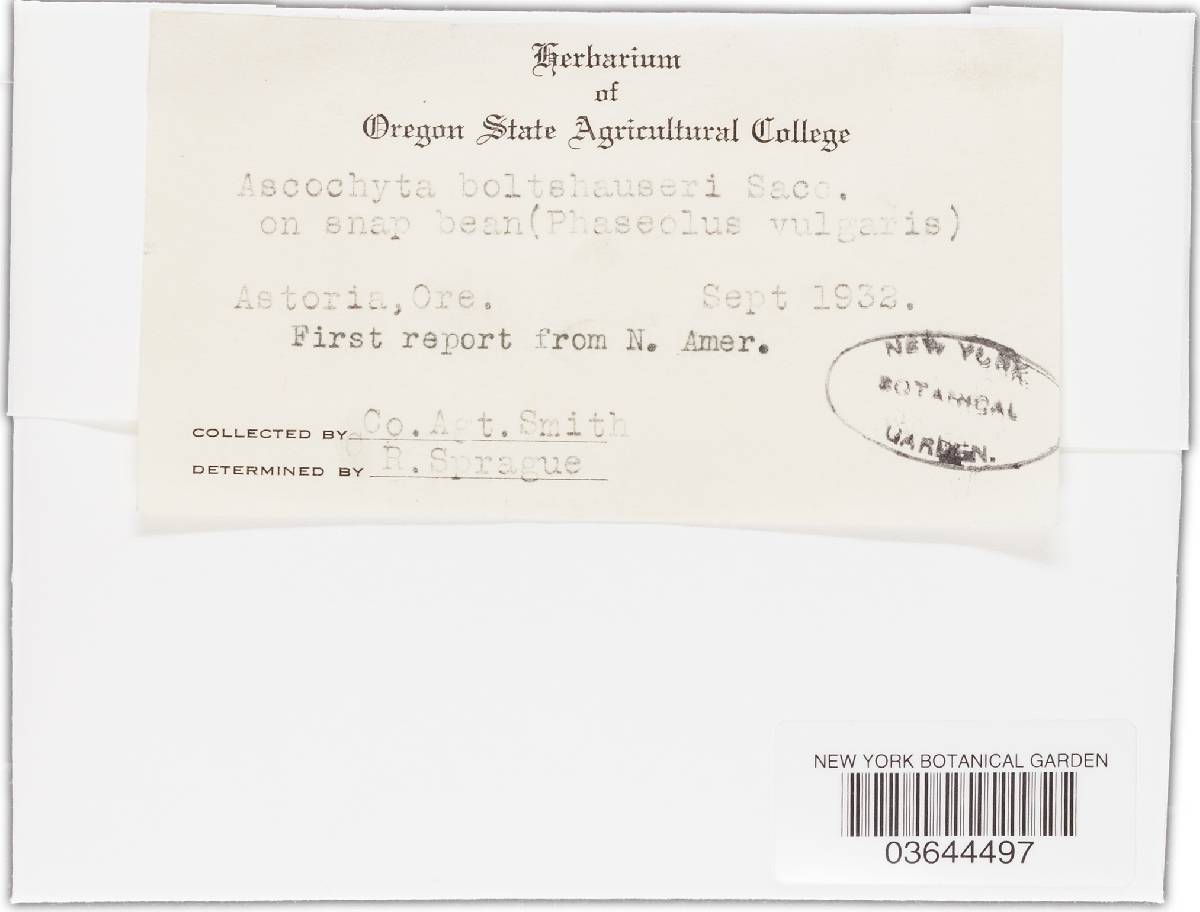 Herbarium
of
Oregon State Agricultural College
Ascochyta boltshauseri Sacc.
on snap bean(Phaseolus vulgaris)
Astoria,Ore. Sept 1932.
First report from N. Amer.
NEW YORK
BOTANICAL
GARDEN.
COLLECTED BY Co.Agt.Smith
DETERMINED BY R.Sprague
NEW YORK BOTANICAL GARDEN
03644497